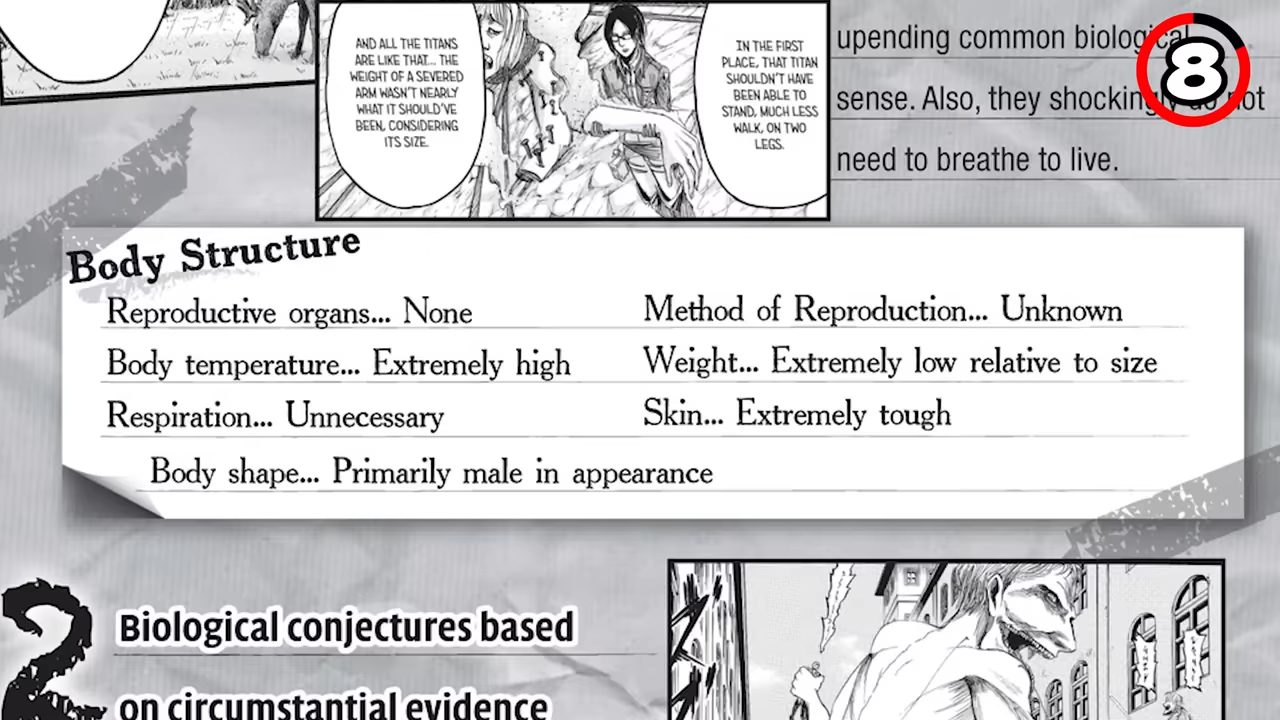 AND ALL THE TITANS
ARE LIKE THAT... THE
WEIGHT OF A SEVERED
ARM WASN'T NEARLY
WHAT IT SHOULD'VE
BEEN, CONSIDERING
ITS SIZE.
IN THE FIRST
PLACE, THAT TITAN
SHOULDN'T HAVE
BEEN ABLE TO
STAND, MUCH LESS
WALK, ON TWO
LEGS.
upending common biological
sense. Also, they shockingly do not
need to breathe to live.
8
Body Structure
Reproductive organs... None
Method of Reproduction... Unknown
Body temperature... Extremely high
Weight... Extremely low relative to size
Respiration... Unnecessary
Skin... Extremely tough
Body shape... Primarily male in appearance
2
Biological conjectures based
on circumstantial evidence